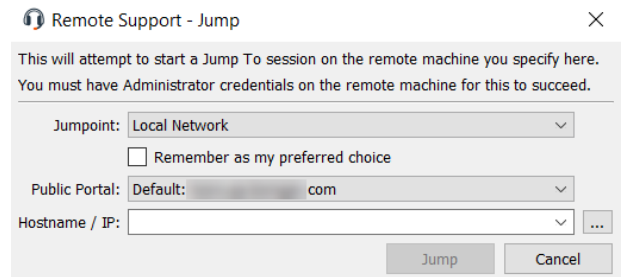 Remote Support - Jump
This will attempt to start a Jump To session on the remote machine you specify here.
You must have Administrator credentials on the remote machine for this to succeed.
Jumpoint: Local Network
Remember as my preferred choice
Public Portal: Default: com
Hostname / IP: ...
Jump Cancel